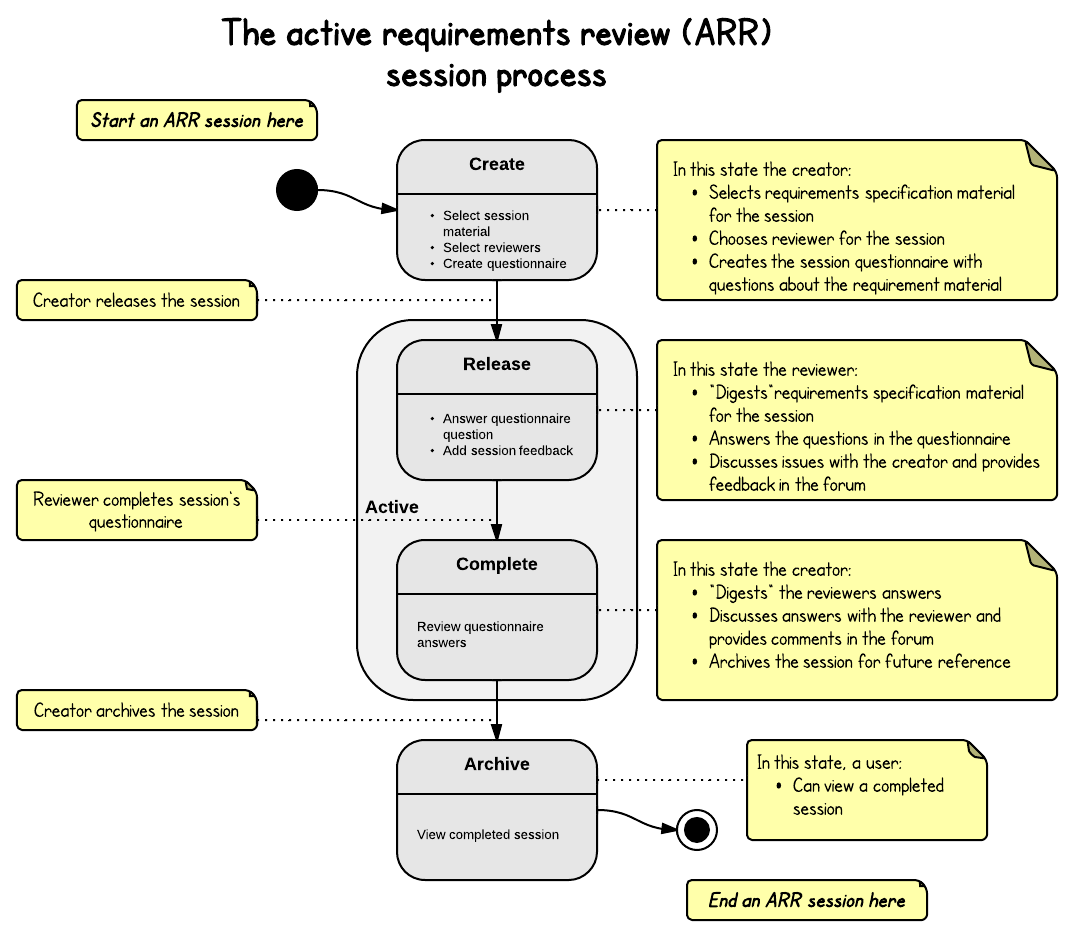 The active requirements review (ARR)
session process
Start an ARR session here
Create
• Select session
material
• Select reviewers
• Create questionnaire
In this state the creator:
• Selects requirements specification material
for the session
• Chooses reviewer for the session
• Creates the session questionnaire with
questions about the requirement material
Creator releases the session
Release
• Answer questionnaire
question
• Add session feedback
In this state the reviewer:
• "Digests"requirements specification material
for the session
• Answers the questions in the questionnaire
• Discusses issues with the creator and provides
feedback in the forum
Reviewer completes session's
questionnaire
Active
Complete
Review questionnaire
answers
In this state the creator:
• "Digests" the reviewers answers
• Discusses answers with the reviewer and
provides comments in the forum
• Archives the session for future reference
Creator archives the session
Archive
View completed session
In this state, a user:
• Can view a completed
session
End an ARR session here